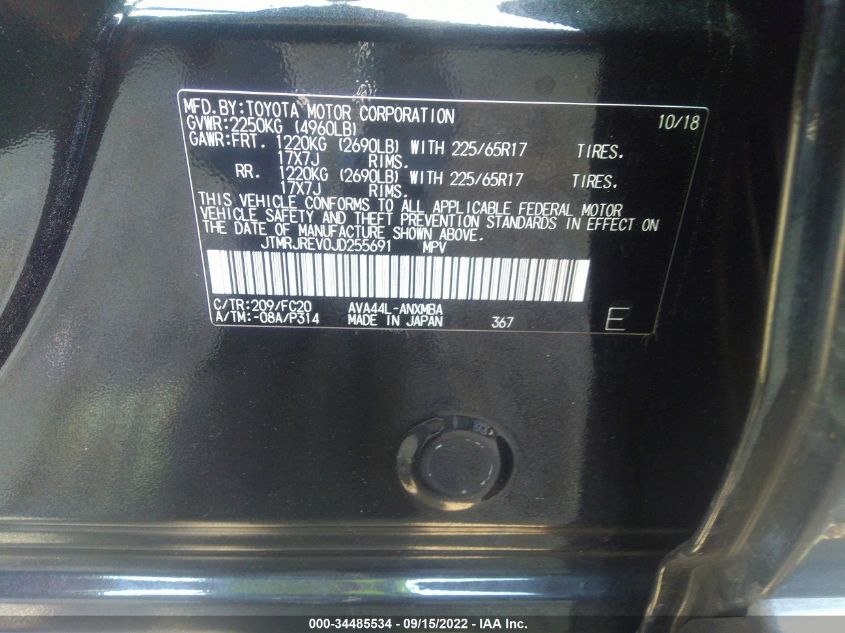 MFD. BY: TOYOTA MOTOR CORPORATION 10/18
GVWR: 2250KG (4960LB)
GAWR: FRT. 1220KG (2690LB) WITH 225/65R17 TIRES.
17X7J RIMS.
RR. 1220KG (2690LB) WITH 225/65R17 TIRES.
17X7J RIMS.
THIS VEHICLE CONFORMS TO ALL APPLICABLE FEDERAL MOTOR
VEHICLE SAFETY AND THEFT PREVENTION STANDARDS IN EFFECT ON
THE DATE OF MANUFACTURE SHOWN ABOVE.
JTMRJREV0JD255691 MPV
C/TR: 209/FC20 AVA44L-ANXMBA
A/TM: -08A/P314 MADE IN JAPAN 367 E
000-34485534 - 09/15/2022 - IAA Inc.